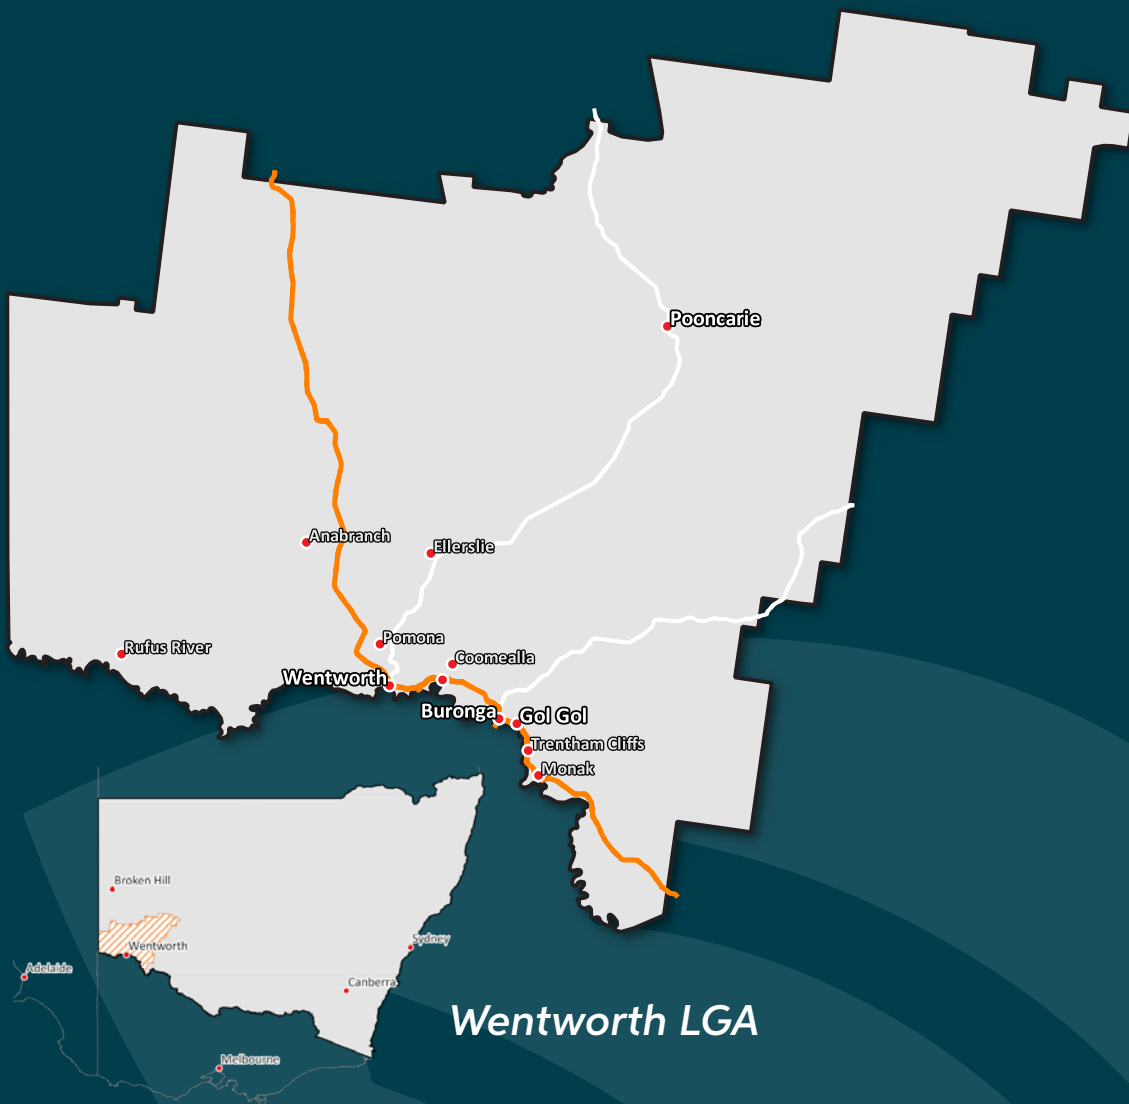 Pooncarie
Anabranch
Ellerslie
Pomona
Rufus River
Coomealla
Wentworth
Buronga
Gol Gol
Trentham Cliffs
Monak
Broken Hill
Wentworth
Sydney
Adelaide
Canberra
Wentworth LGA
Melbourne